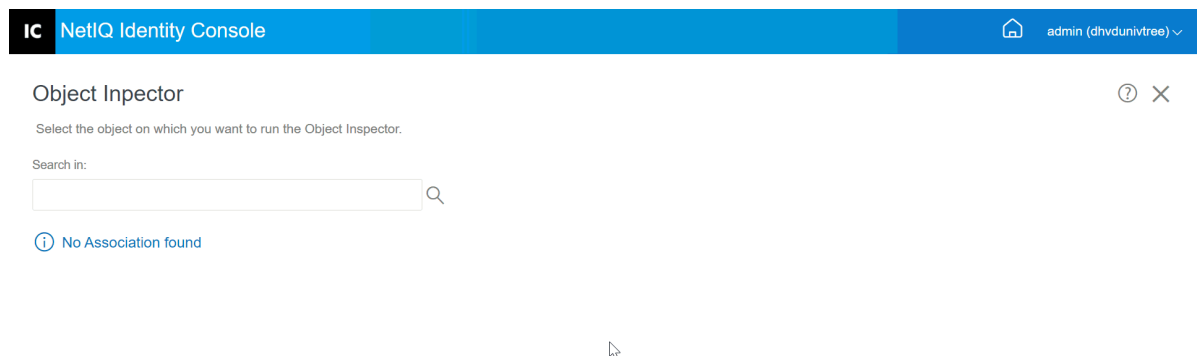 IC NetIQ Identity Console admin (dhvdunivtree)
Object Inpector
Select the object on which you want to run the Object Inspector.
Search in:
No Association found